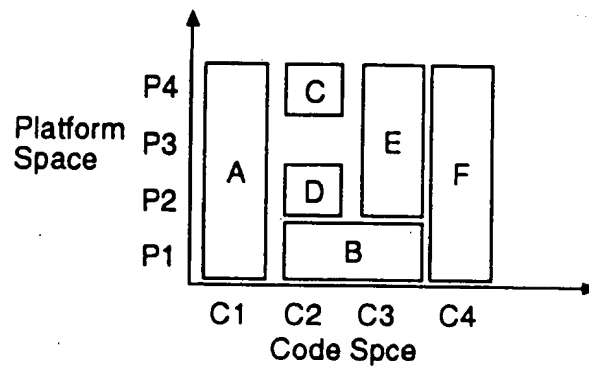 P4
C
Platform
Space
P3
E
A
F
P2
D
P1
B
C1 C2 C3 C4
Code Spce